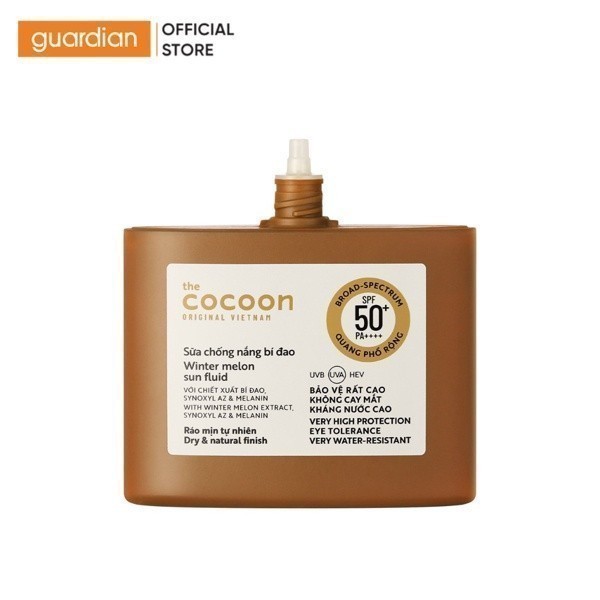 guardian
OFFICIAL
STORE
the
cocoon
ORIGINAL VIETNAM
Sữa chống nắng bí đao
Winter melon
sun fluid
VỚI CHIẾT XUẤT BÍ ĐAO,
SYNOXYL AZ & MELANIN
WITH WINTER MELON EXTRACT,
SYNOXYL AZ & MELANIN
Ráo mịn tự nhiên
Dry & natural finish
BROAD-SPECTRUM
SPF
50+
PA++++
QUANG PHỔ RỘNG
UVB UVA HEV
BẢO VỆ RẤT CAO
KHÔNG CAY MẮT
KHÁNG NƯỚC CAO
VERY HIGH PROTECTION
EYE TOLERANCE
VERY WATER-RESISTANT